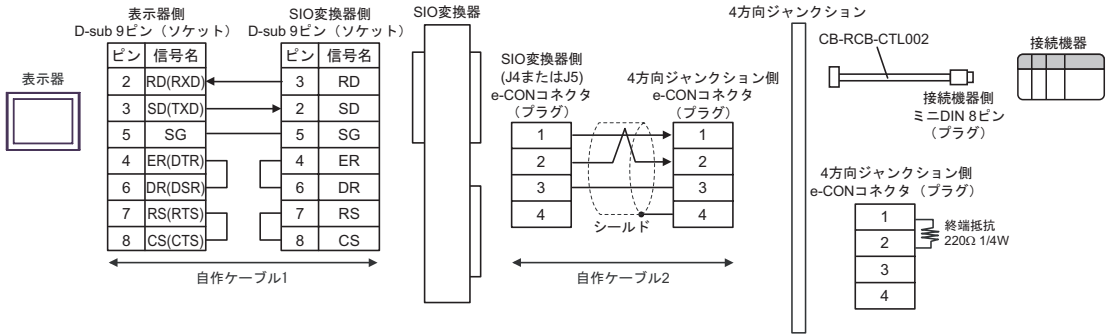 表示器
表示器側
D-sub 9ピン（ソケット）
ピン 信号名
2 RD(RXD)
3 SD(TXD)
5 SG
4 ER(DTR)
6 DR(DSR)
7 RS(RTS)
8 CS(CTS)
SIO変換器側
D-sub 9ピン（ソケット）
ピン 信号名
3 RD
2 SD
5 SG
4 ER
6 DR
7 RS
8 CS
自作ケーブル1
SIO変換器
SIO変換器側
(J4またはJ5)
e-CONコネクタ
（プラグ）
1
2
3
4
シールド
4方向ジャンクション側
e-CONコネクタ
（プラグ）
1
2
3
4
自作ケーブル2
4方向ジャンクション
CB-RCB-CTL002
接続機器側
ミニDIN 8ピン
（プラグ）
接続機器
4方向ジャンクション側
e-CONコネクタ（プラグ）
1
2
3
4
終端抵抗
220Ω 1/4W